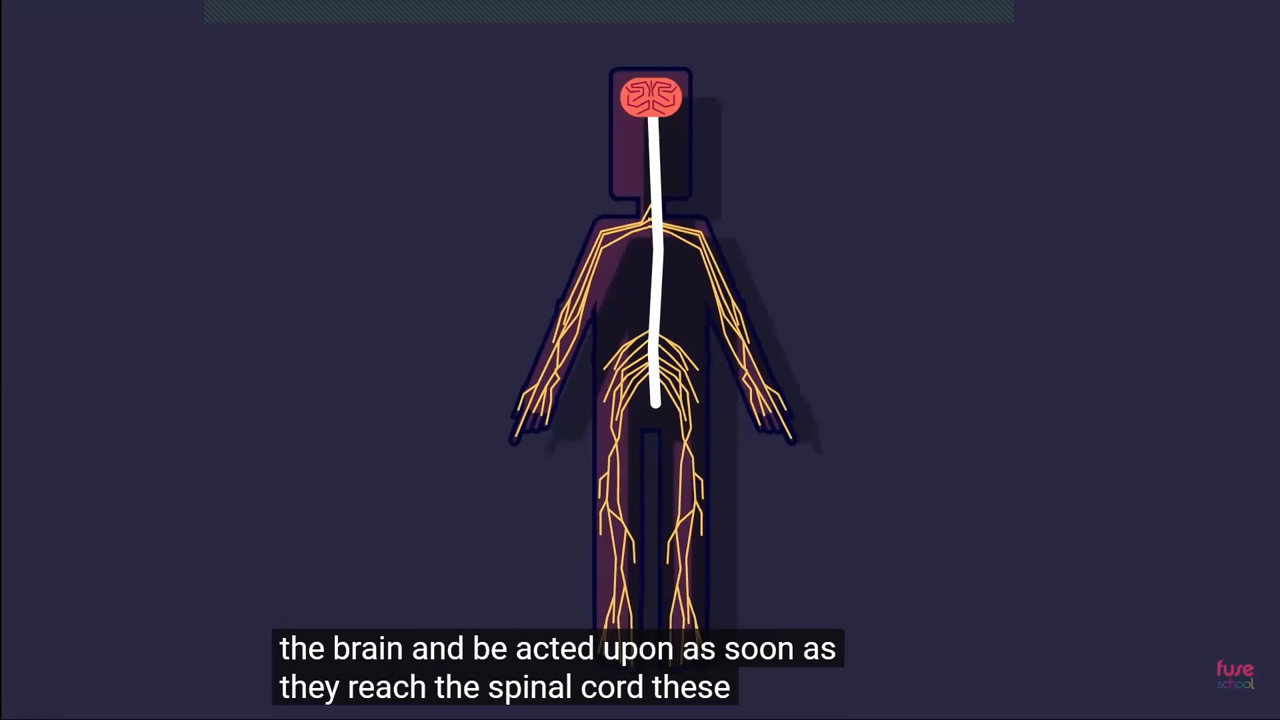 the brain and be acted upon as soon as
they reach the spinal cord these
fuse
school